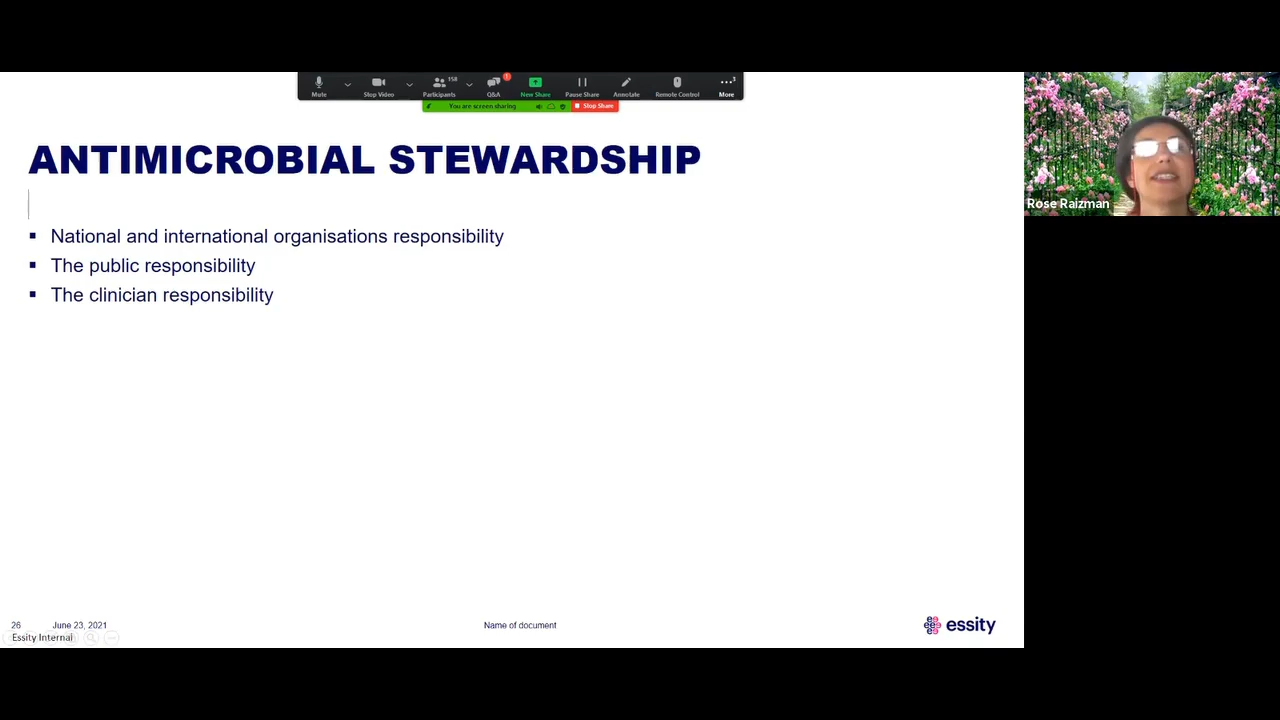 158
1
3
Mute
Stop Video
Participants
Q&A
New Share
Pause Share
Annotate
Remote Control
More
You are screen sharing
Stop Share
ANTIMICROBIAL STEWARDSHIP
National and international organisations responsibility
The public responsibility
The clinician responsibility
Rose Raizman
26
June 23, 2021
Name of document
essity
Essity Internal